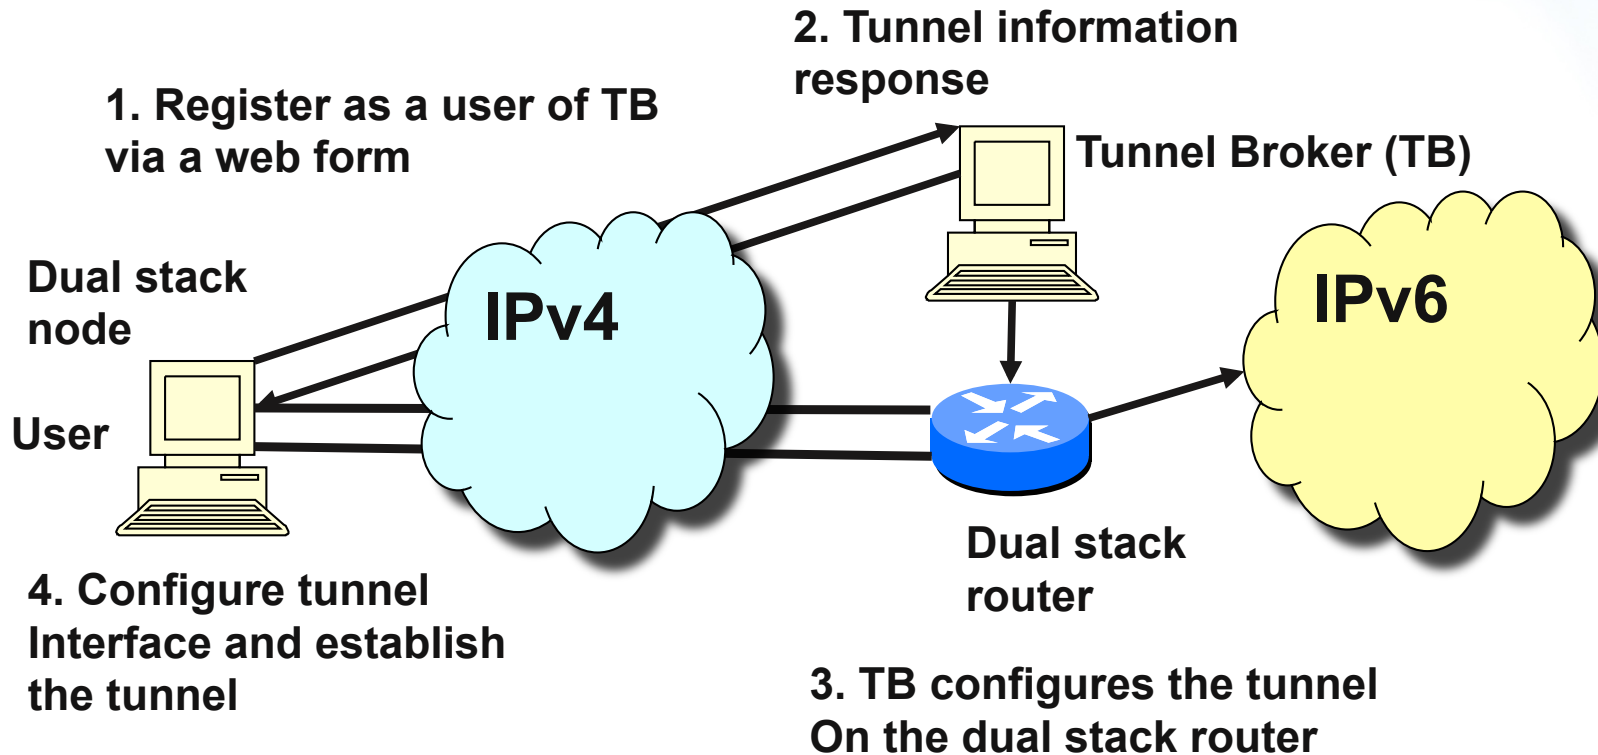 2. Tunnel information
response
1. Register as a user of TB
via a web form
Tunnel Broker (TB)
Dual stack
node
IPv4
IPv6
User
Dual stack
router
4. Configure tunnel
Interface and establish
the tunnel
3. TB configures the tunnel
On the dual stack router